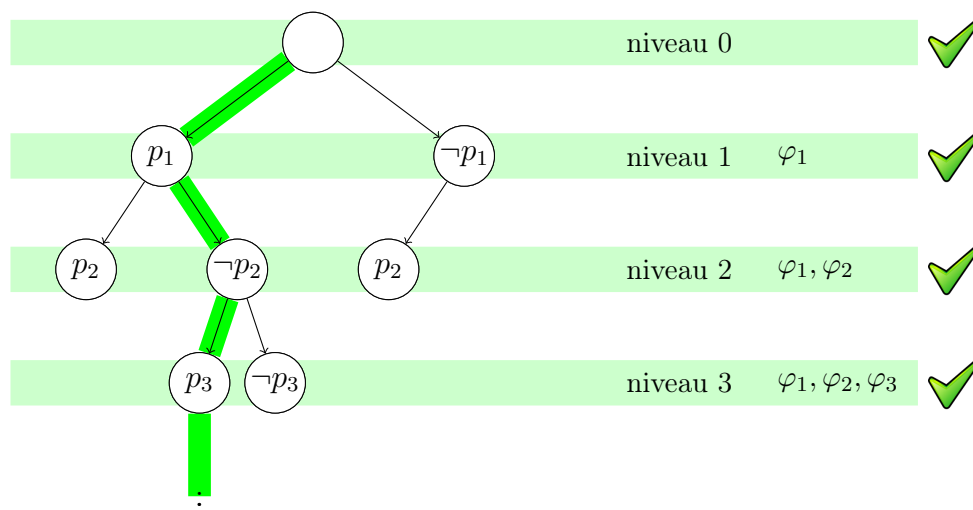 niveau 0
p₁ ¬p₁ niveau 1 φ₁
p₂ ¬p₂ p₂ niveau 2 φ₁, φ₂
p₃ ¬p₃ niveau 3 φ₁, φ₂, φ₃
⋮